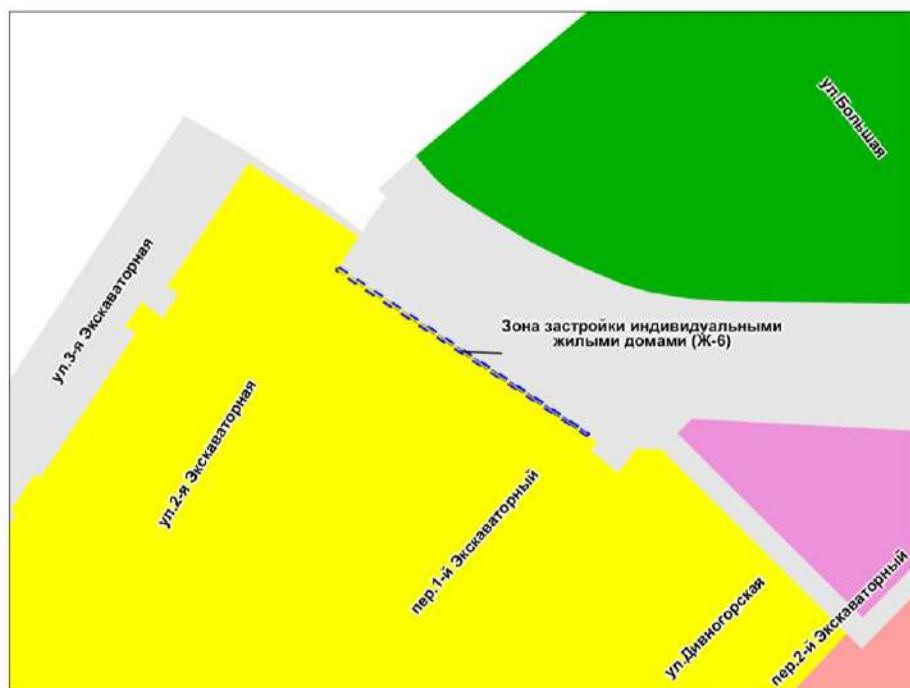 ул.Большая
ул.3-я Экскаваторная
Зона застройки индивидуальными
жилыми домами (Ж-6)
ул.2-я Экскаваторная
пер.1-й Экскаваторный
ул.Дивногорская
пер.2-й Экскаваторный